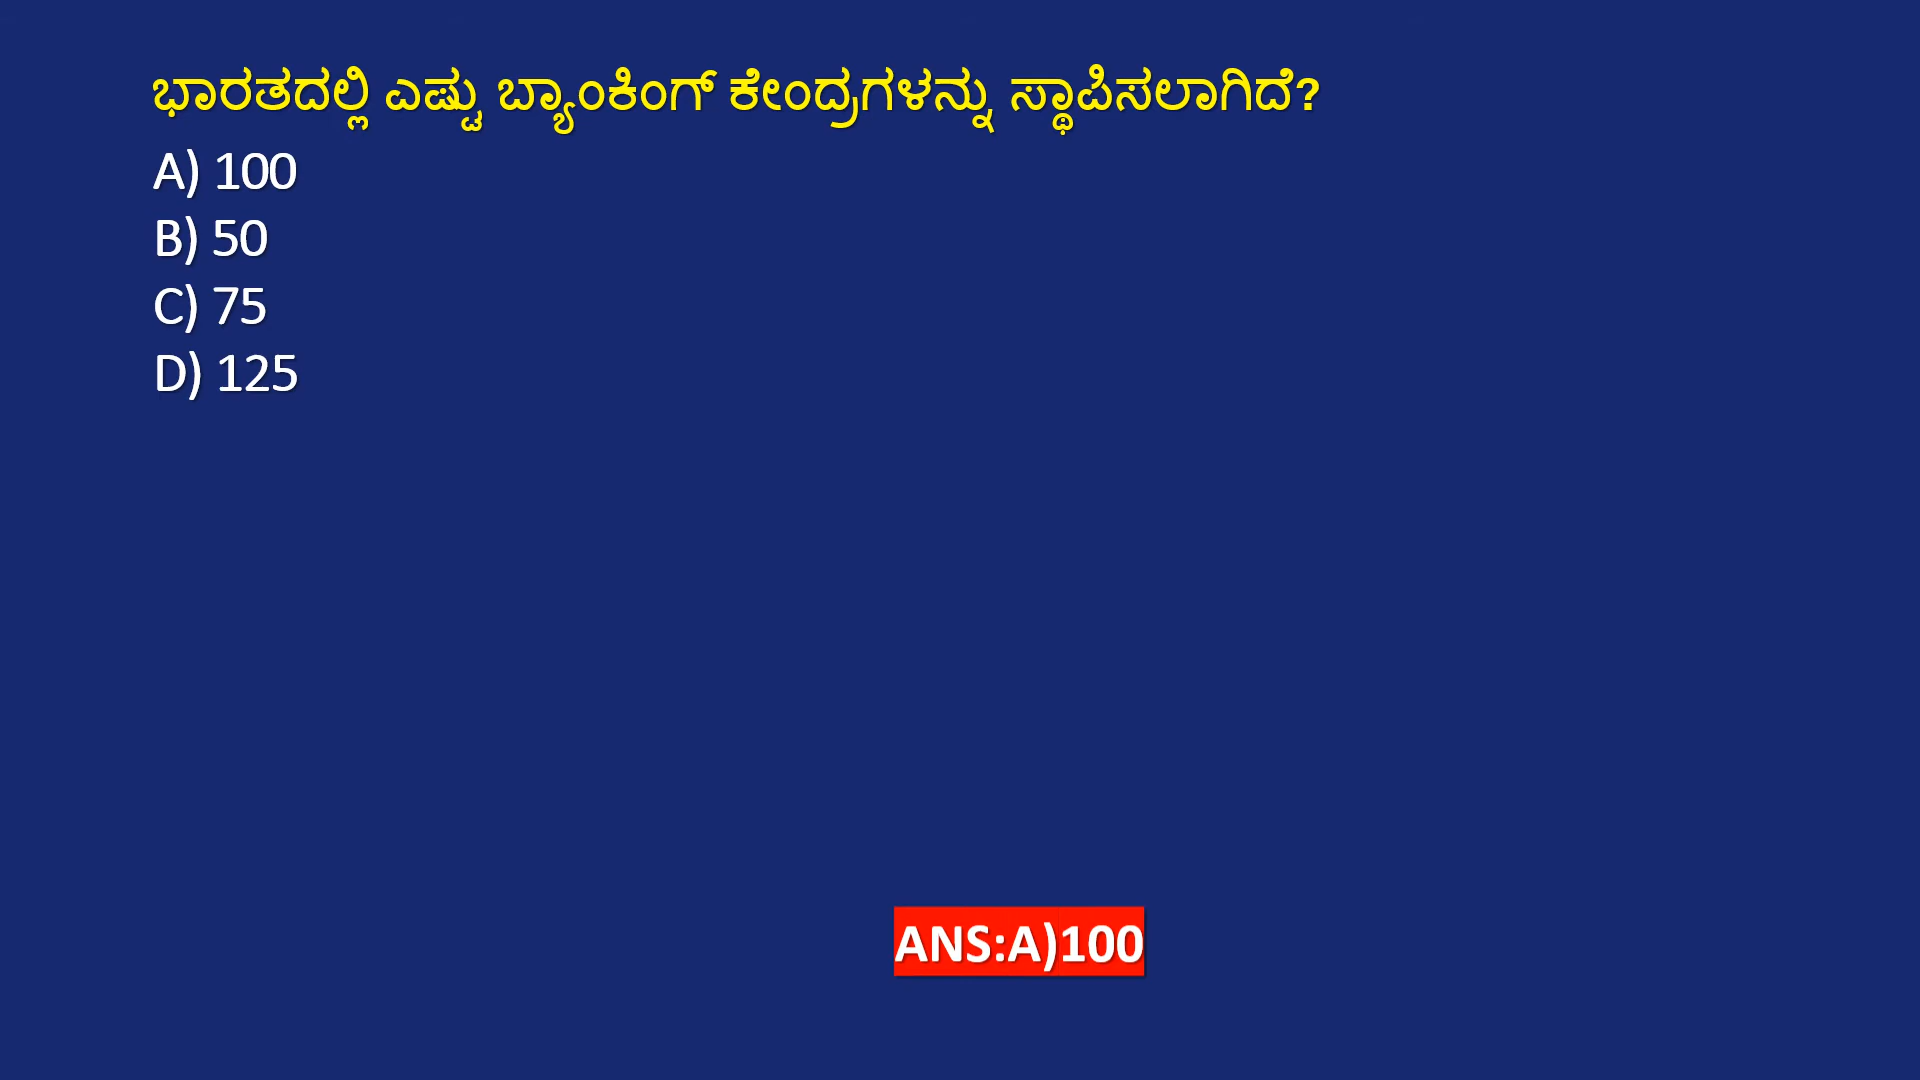 ಭಾರತದಲ್ಲಿ ಎಷ್ಟು ಬ್ಯಾಂಕಿಂಗ್ ಕೇಂದ್ರಗಳನ್ನು ಸ್ಥಾಪಿಸಲಾಗಿದೆ?
A) 100
B) 50
C) 75
D) 125
ANS:A)100